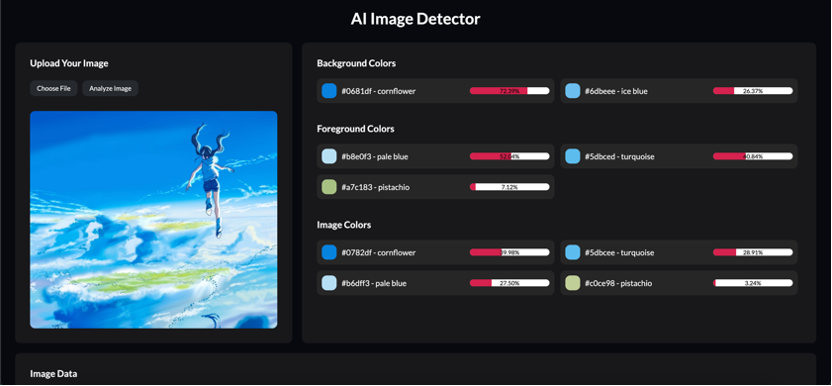 AI Image Detector
Upload Your Image
Choose File
Analyze Image
Background Colors
#0681df - cornflower
72.29%
#6dbeee - ice blue
26.37%
Foreground Colors
#b8e0f3 - pale blue
#5dbced - turquoise
40.84%
#a7c183 - pistachio
7.12%
Image Colors
#0782df - cornflower
39.98%
#5dbcee - turquoise
28.91%
#b6dff3 - pale blue
27.50%
#c0ce98 - pistachio
3.24%
Image Data